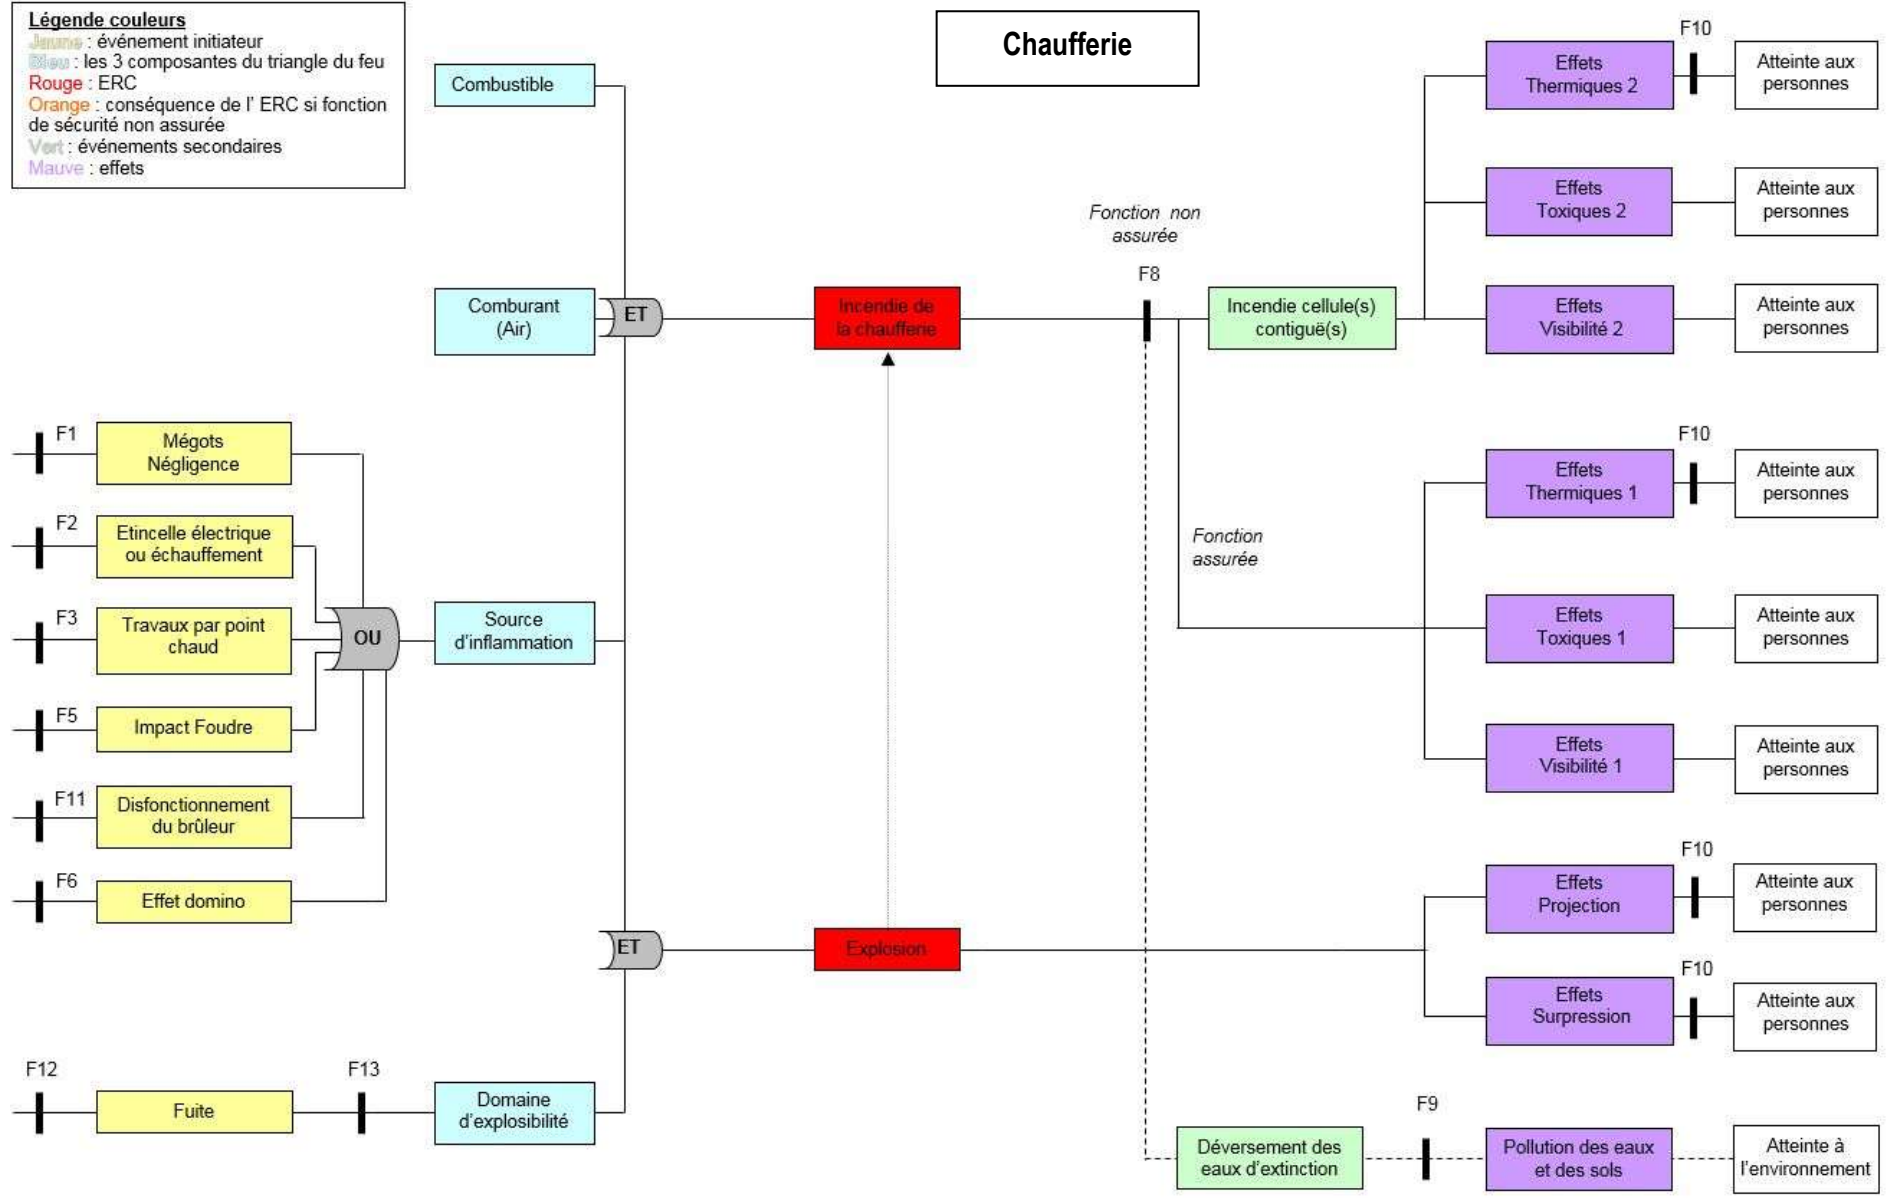 Légende couleurs
Jaune : événement initiateur
Bleu : les 3 composantes du triangle du feu
Rouge : ERC
Orange : conséquence de l' ERC si fonction
de sécurité non assurée
Vert : événements secondaires
Mauve : effets
Chaufferie
Combustible
Comburant
(Air)
ET
Incendie de
la chaufferie
Fonction non
assurée
F8
Incendie cellule(s)
contiguë(s)
Effets
Thermiques 2
F10
Atteinte aux
personnes
Effets
Toxiques 2
Atteinte aux
personnes
Effets
Visibilité 2
Atteinte aux
personnes
F1
Mégots
Négligence
F2
Etincelle électrique
ou échauffement
F3
Travaux par point
chaud
F5
Impact Foudre
F11
Disfonctionnement
du brûleur
F6
Effet domino
OU
Source
d'inflammation
Fonction
assurée
Effets
Thermiques 1
F10
Atteinte aux
personnes
Effets
Toxiques 1
Atteinte aux
personnes
Effets
Visibilité 1
Atteinte aux
personnes
ET
Explosion
Effets
Projection
F10
Atteinte aux
personnes
Effets
Surpression
F10
Atteinte aux
personnes
F12
Fuite
F13
Domaine
d'explosibilité
Déversement des
eaux d'extinction
F9
Pollution des eaux
et des sols
Atteinte à
l'environnement